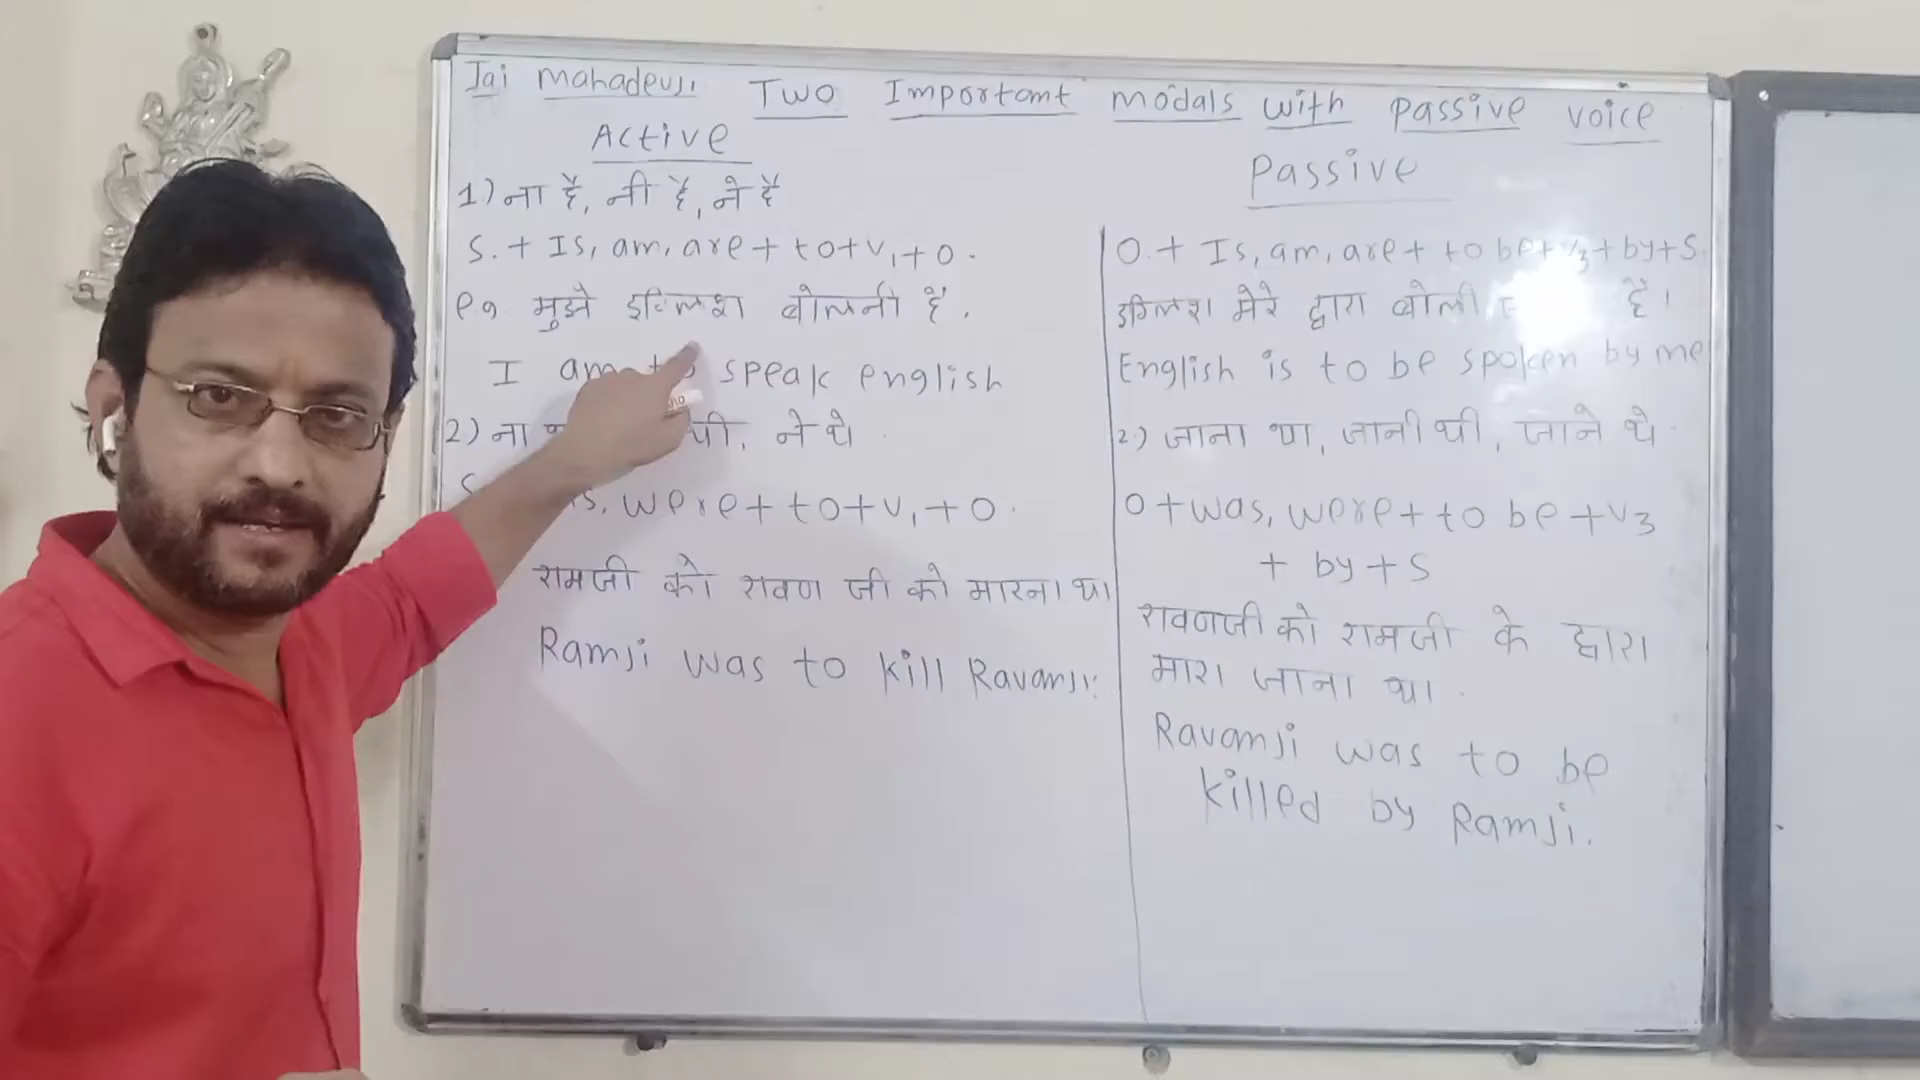 Jai Mahadevji Two Important Modals with Passive voice
Active
1) ना है, नी है, ने हैं
S. + Is, am, are + to + V1 + O.
eg. मुझे इंग्लिश बोलनी है.
I am to speak english
2) ना थी, ने थे
were + to + V1 + O.
रामजी को रावण जी को मारना था
Ramji was to kill Ravanji.
Passive
O. + Is, am, are + to be + V3 + by + S.
इंग्लिश मेरे द्वारा बोली है।
English is to be spoken by me
2.) जाना था, जानी थी, जाने थे
O + was, were + to be + V3
+ by + S
रावणजी को रामजी के द्वारा
मारा जाना था.
Ravanji was to be
killed by Ramji.